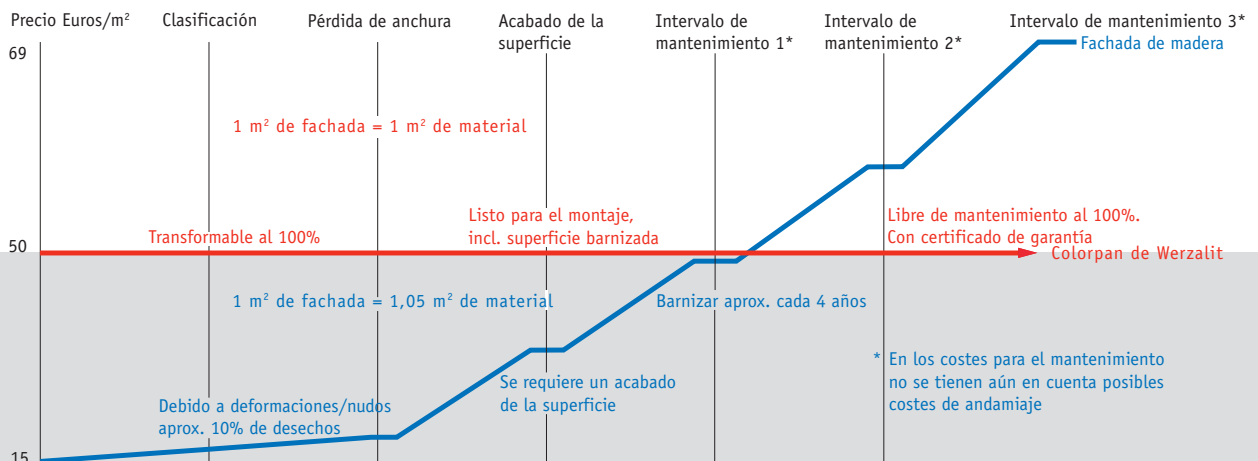 Precio Euros/m²
Clasificación
Pérdida de anchura
Acabado de la
superficie
Intervalo de
mantenimiento 1*
Intervalo de
mantenimiento 2*
Intervalo de mantenimiento 3*
69
Fachada de madera
1 m² de fachada = 1 m² de material
Transformable al 100%
Listo para el montaje,
incl. superficie barnizada
Libre de mantenimiento al 100%.
Con certificado de garantía
50
Colorpan de Werzalit
1 m² de fachada = 1,05 m² de material
Barnizar aprox. cada 4 años
* En los costes para el mantenimiento
no se tienen aún en cuenta posibles
costes de andamiaje
Se requiere un acabado
de la superficie
Debido a deformaciones/nudos
aprox. 10% de desechos
15